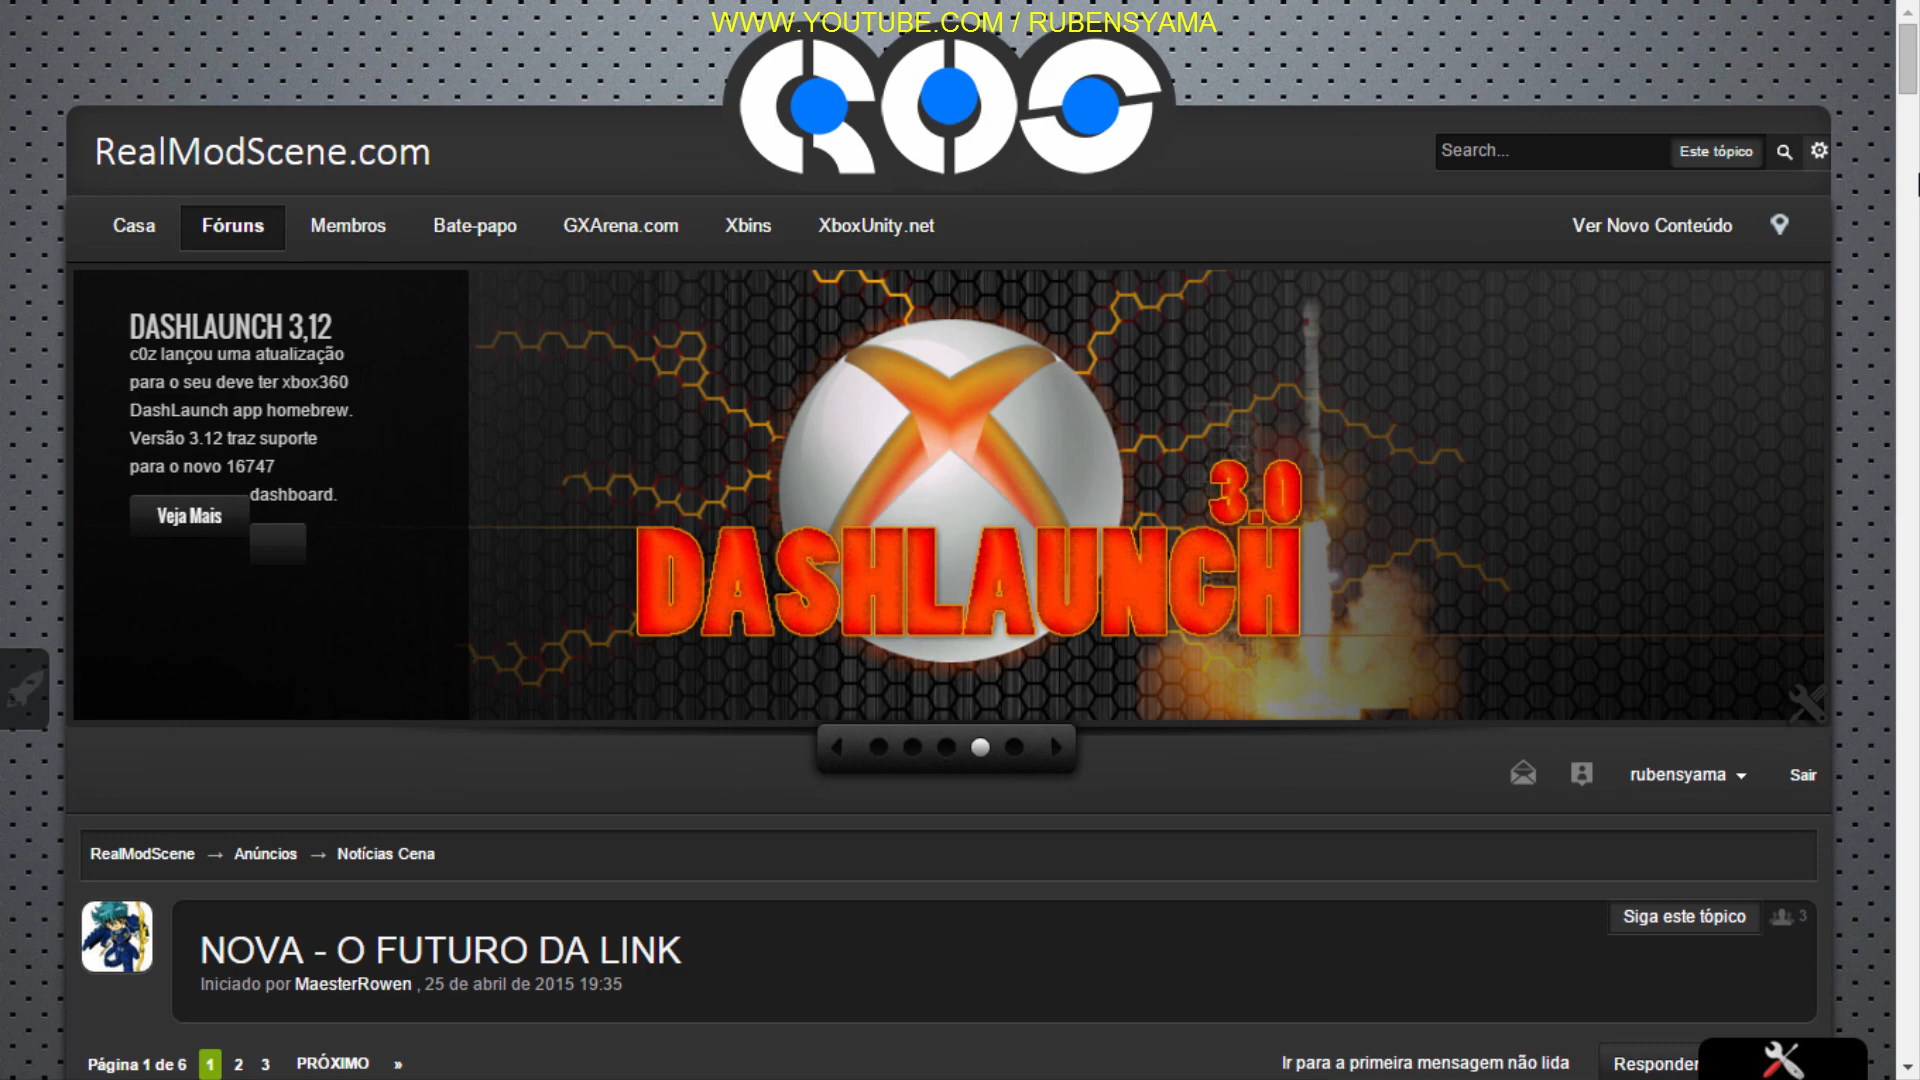 WWW.YOUTUBE.COM / RUBENSYAMA
RealModScene.com
Search...
Este tópico
Casa
Fóruns
Membros
Bate-papo
GXArena.com
Xbins
XboxUnity.net
Ver Novo Conteúdo
DASHLAUNCH 3,12
c0z lançou uma atualização
para o seu deve ter xbox360
DashLaunch app homebrew.
Versão 3.12 traz suporte
para o novo 16747
dashboard.
Veja Mais
3.0
DASHLAUNCH
rubensyama
Sair
RealModScene → Anúncios → Notícias Cena
Siga este tópico
3
NOVA - O FUTURO DA LINK
Iniciado por MaesterRowen , 25 de abril de 2015 19:35
Página 1 de 6 1 2 3 PRÓXIMO »
Ir para a primeira mensagem não lida
Responder